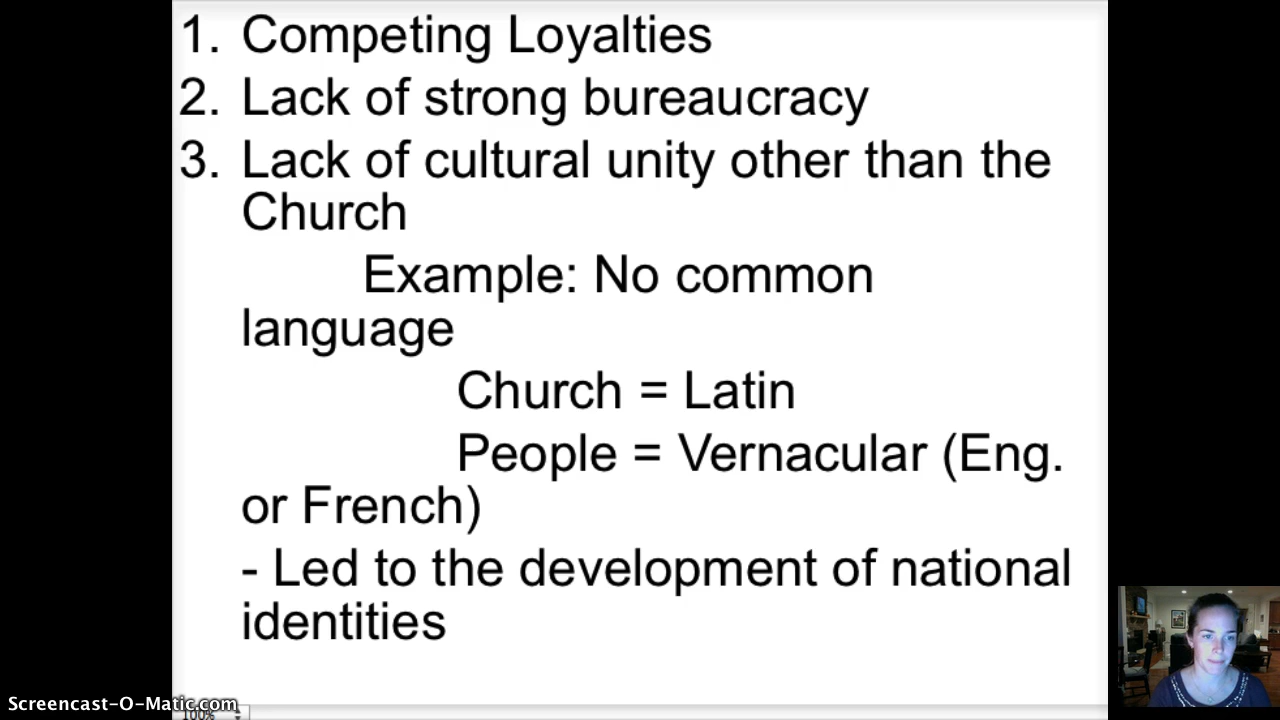 1. Competing Loyalties
2. Lack of strong bureaucracy
3. Lack of cultural unity other than the
Church
Example: No common
language
Church = Latin
People = Vernacular (Eng.
or French)
- Led to the development of national
identities
Screencast-O-Matic.com
100%